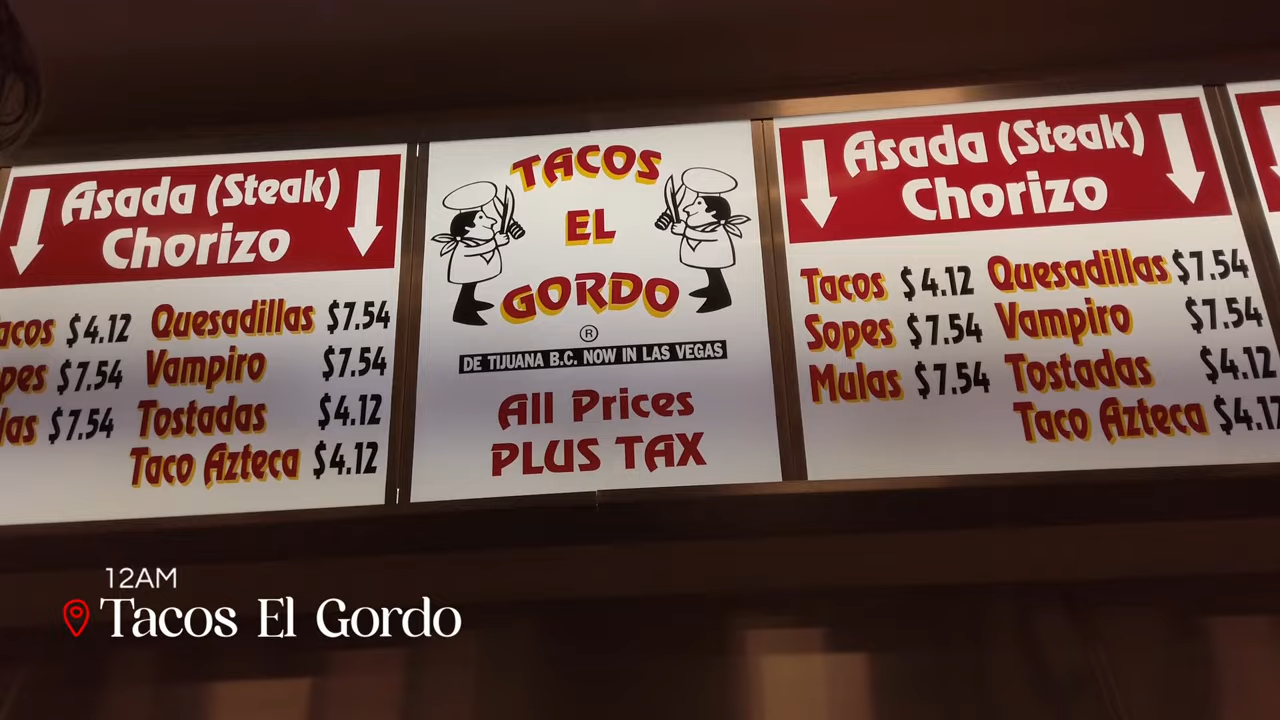 Asada (Steak)
Chorizo
acos $4.12 Quesadillas $7.54
pes $7.54 Vampiro $7.54
las $7.54 Tostadas $4.12
Taco Azteca $4.12
TACOS
EL
GORDO
®
DE TIJUANA B.C. NOW IN LAS VEGAS
All Prices
PLUS TAX
Asada (Steak)
Chorizo
Tacos $4.12 Quesadillas $7.54
Sopes $7.54 Vampiro $7.54
Mulas $7.54 Tostadas $4.12
Taco Azteca $4.12
12AM
Tacos El Gordo